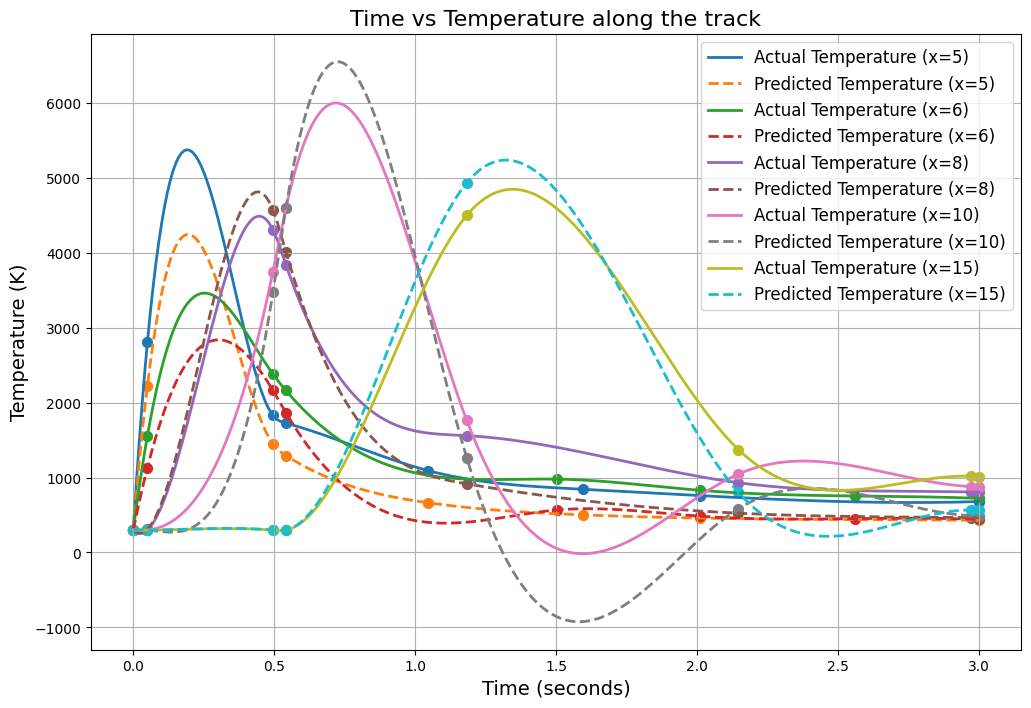 Time vs Temperature along the track
Temperature (K)
6000
5000
4000
3000
2000
1000
0
−1000
0.0
0.5
1.0
1.5
2.0
2.5
3.0
Time (seconds)
Actual Temperature (x=5)
Predicted Temperature (x=5)
Actual Temperature (x=6)
Predicted Temperature (x=6)
Actual Temperature (x=8)
Predicted Temperature (x=8)
Actual Temperature (x=10)
Predicted Temperature (x=10)
Actual Temperature (x=15)
Predicted Temperature (x=15)